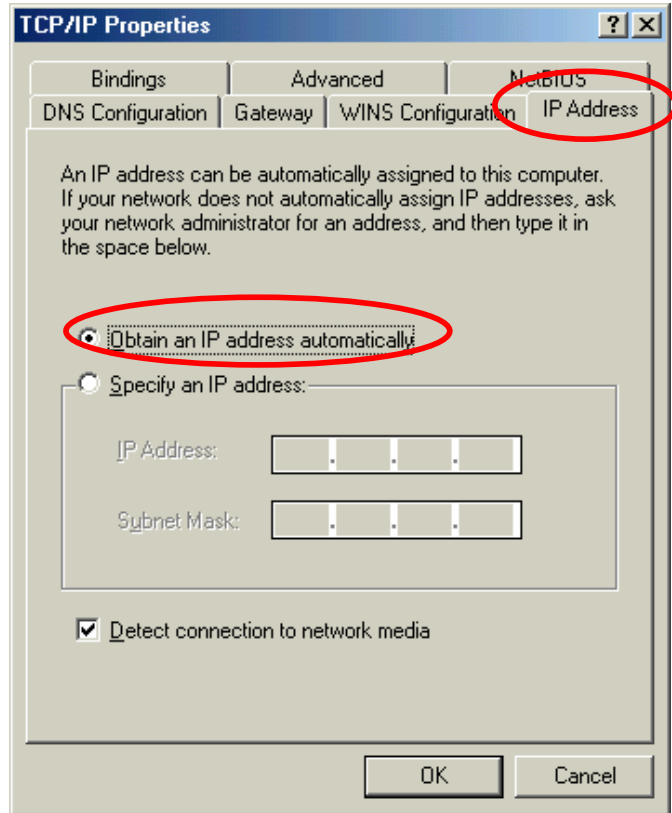 TCP/IP Properties
Bindings Advanced NetBIOS
DNS Configuration Gateway WINS Configuration IP Address
An IP address can be automatically assigned to this computer.
If your network does not automatically assign IP addresses, ask
your network administrator for an address, and then type it in
the space below.
Obtain an IP address automatically
Specify an IP address:
IP Address:
. . .
Subnet Mask:
. . .
Detect connection to network media
OK Cancel